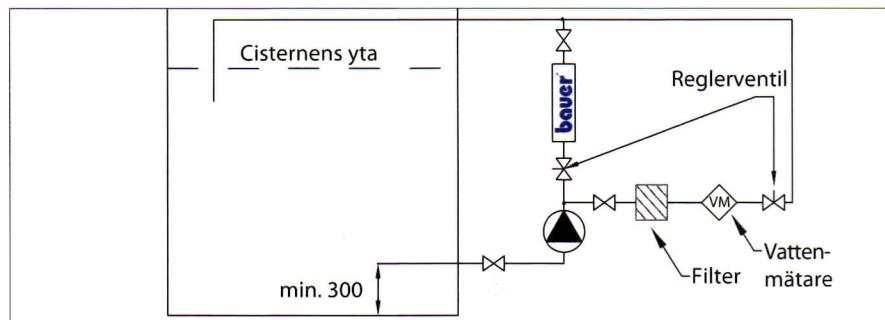 Cisternens yta
Reglerventil
bauer
VM
min. 300
Filter
Vatten-
mätare